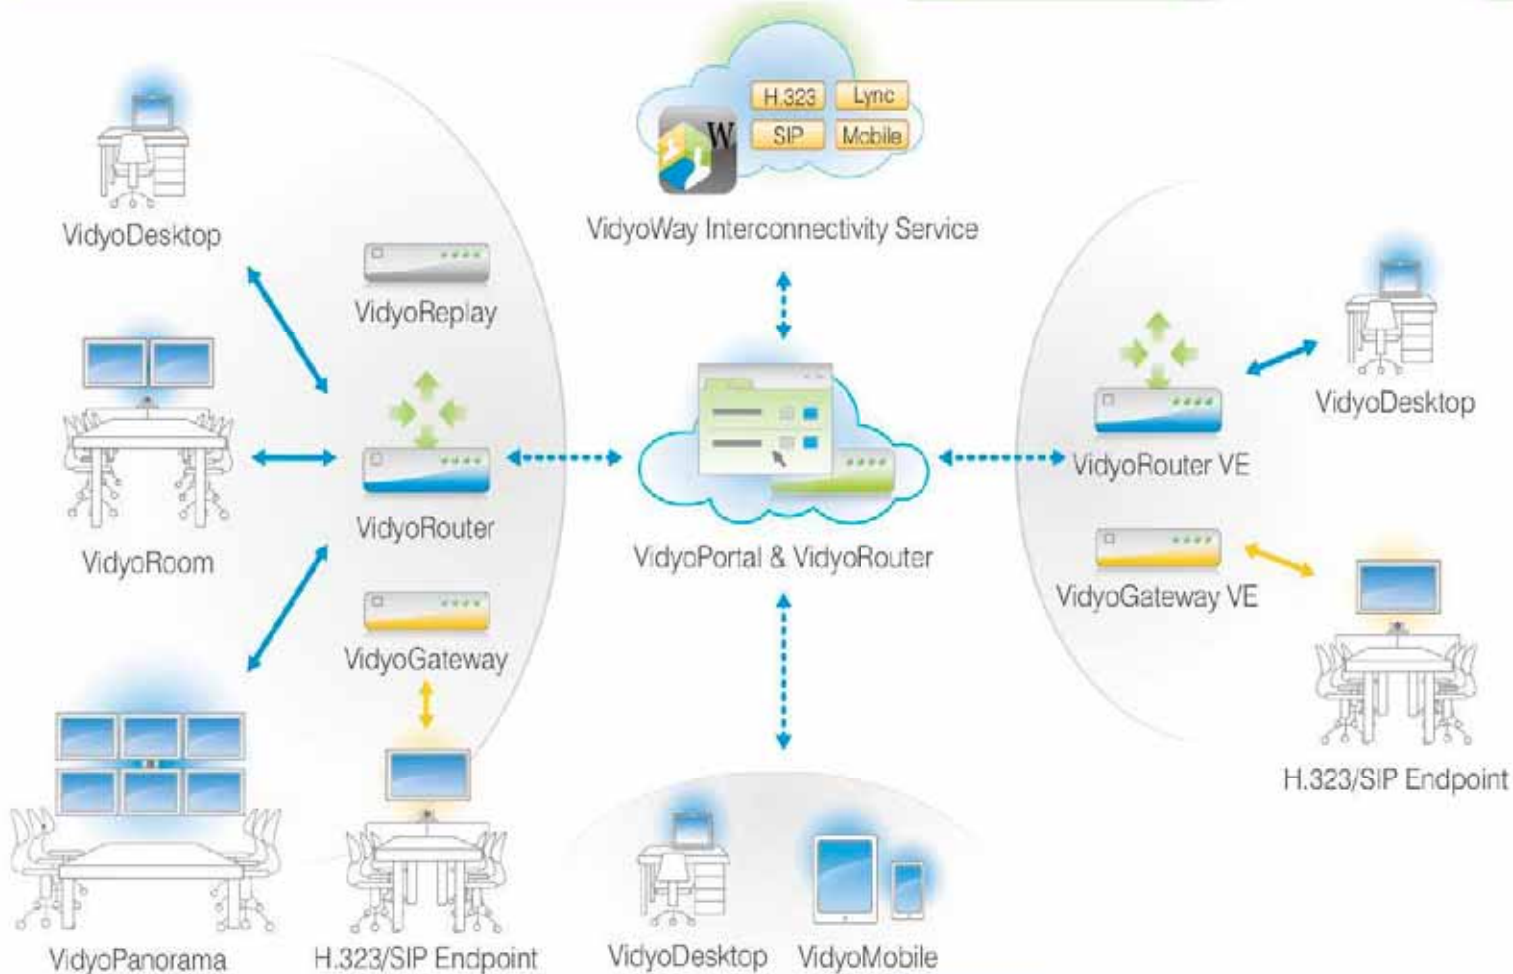 H.323
Lync
SIP
Mobile
W
VidyoWay Interconnectivity Service
VidyoDesktop
VidyoReplay
VidyoRoom
VidyoRouter
VidyoGateway
VidyoPanorama
H.323/SIP Endpoint
VidyoPortal & VidyoRouter
VidyoDesktop
VidyoMobile
VidyoRouter VE
VidyoDesktop
VidyoGateway VE
H.323/SIP Endpoint